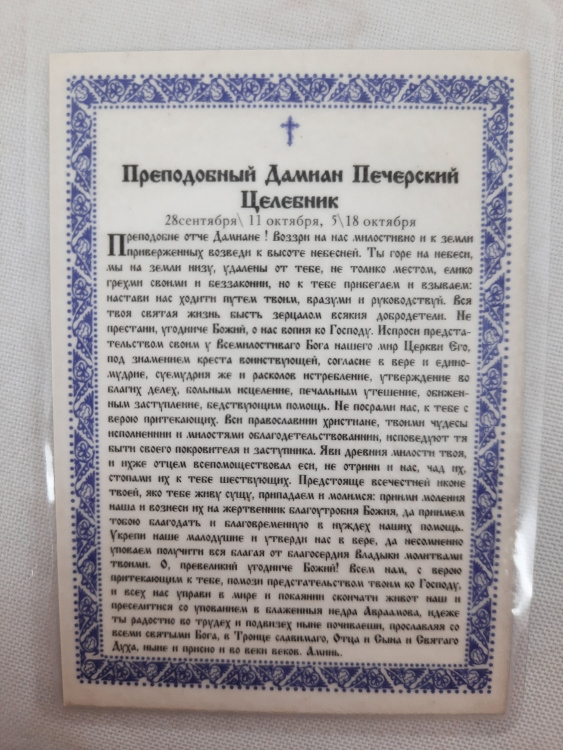 Преподобный Дамиан Печерский
Целебник
28сентября\ 11 октября, 5\18 октября
Преподобне отче Дамиане! Воззри на нас милостивно и к земли
приверженных возведи к высоте небесней. Ты горе на небеси,
мы на земли низу, удалены от тебе, не толико местом, елико
грехми своими и беззаконии, но к тебе прибегаем и взываем:
настави нас ходити путем твоим, вразуми и руководствуй. Вся
твоя святая жизнь бысть зерцалом всякия добродетели. Не
престани, угодниче Божий, о нас вопия ко Господу. Испроси предста-
тельством своим у Всемилостиваго Бога нашего мир Церкви Его,
под знамением креста воинствующей, согласие в вере и едино-
мудрие, суемудрия же и расколов истребление, утверждение во
благих делех, больным исцеление, печальным утешение, обижен-
ным заступление, бедствующим помощь. Не посрами нас, к тебе с
верою притекающих. Вси православнии христиане, твоими чудесы
исполненнии и милостями облагодетельствованнии, исповедуют тя
быти своего покровителя и заступника. Яви древния милости твоя,
и ихже отцем всепомоществовал еси, не отрини и нас, чад их,
стопами их к тебе шествующих. Предстояще всечестней иконе
твоей, яко тебе живу сущу, припадаем и молимся: приими моления
наша и вознеси их на жертвенник благоутробия Божия, да приимем
тобою благодать и благовременную в нуждех наших помощь.
Укрепи наше малодушие и утверди нас в вере, да несомненно
уповаем получити вся благая от благосердия Владыки молитвами
твоими. О, превеликий угодниче Божий! Всем нам, с верою
притекающим к тебе, помози предстательством твоим ко Господу,
и всех нас управи в мире и покаянии скончати живот наш и
преселитися со упованием в блаженныя недра Авраамова, идеже
ты радостно во трудех и подвизех ныне почиваеши, прославляя со
всеми святыми Бога, в Троице славимаго, Отца и Сына и Святаго
Духа, ныне и присно и во веки веков. Аминь.